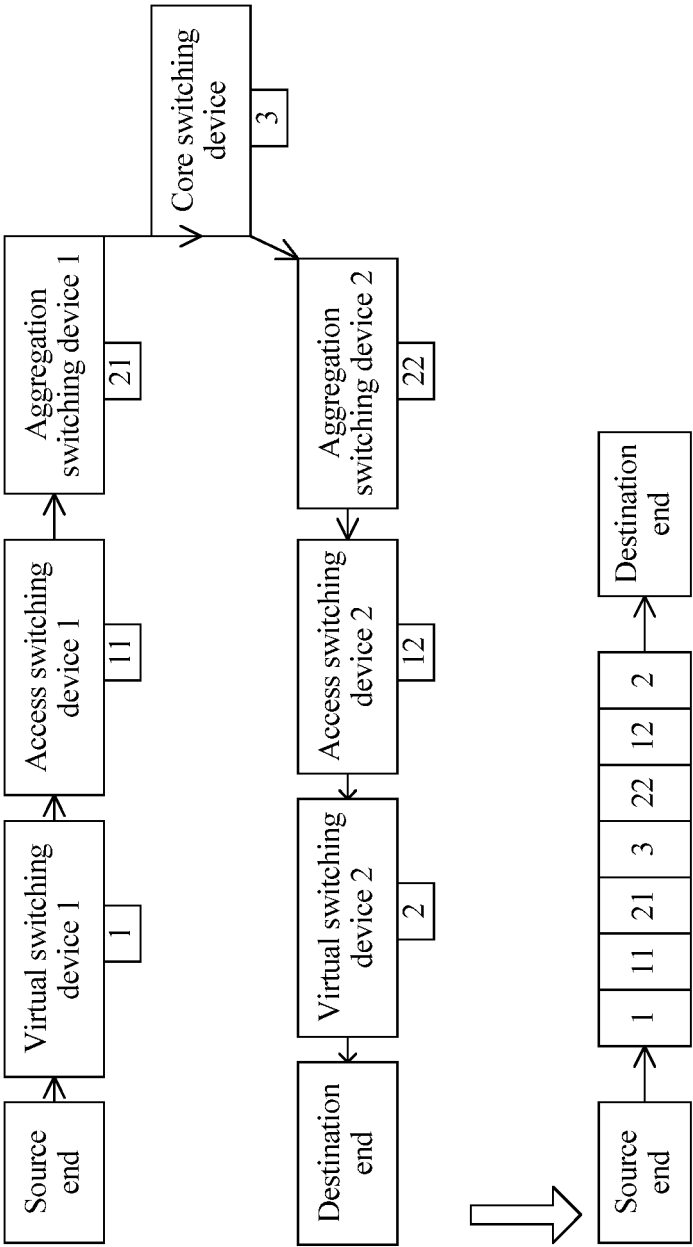 Source
end
Virtual switching
device 1
1
Access switching
device 1
11
Aggregation
switching device 1
21
Core switching
device
3
Aggregation
switching device 2
22
Access switching
device 2
12
Virtual switching
device 2
2
Destination
end
Source
end
1
11
21
3
22
12
2
Destination
end